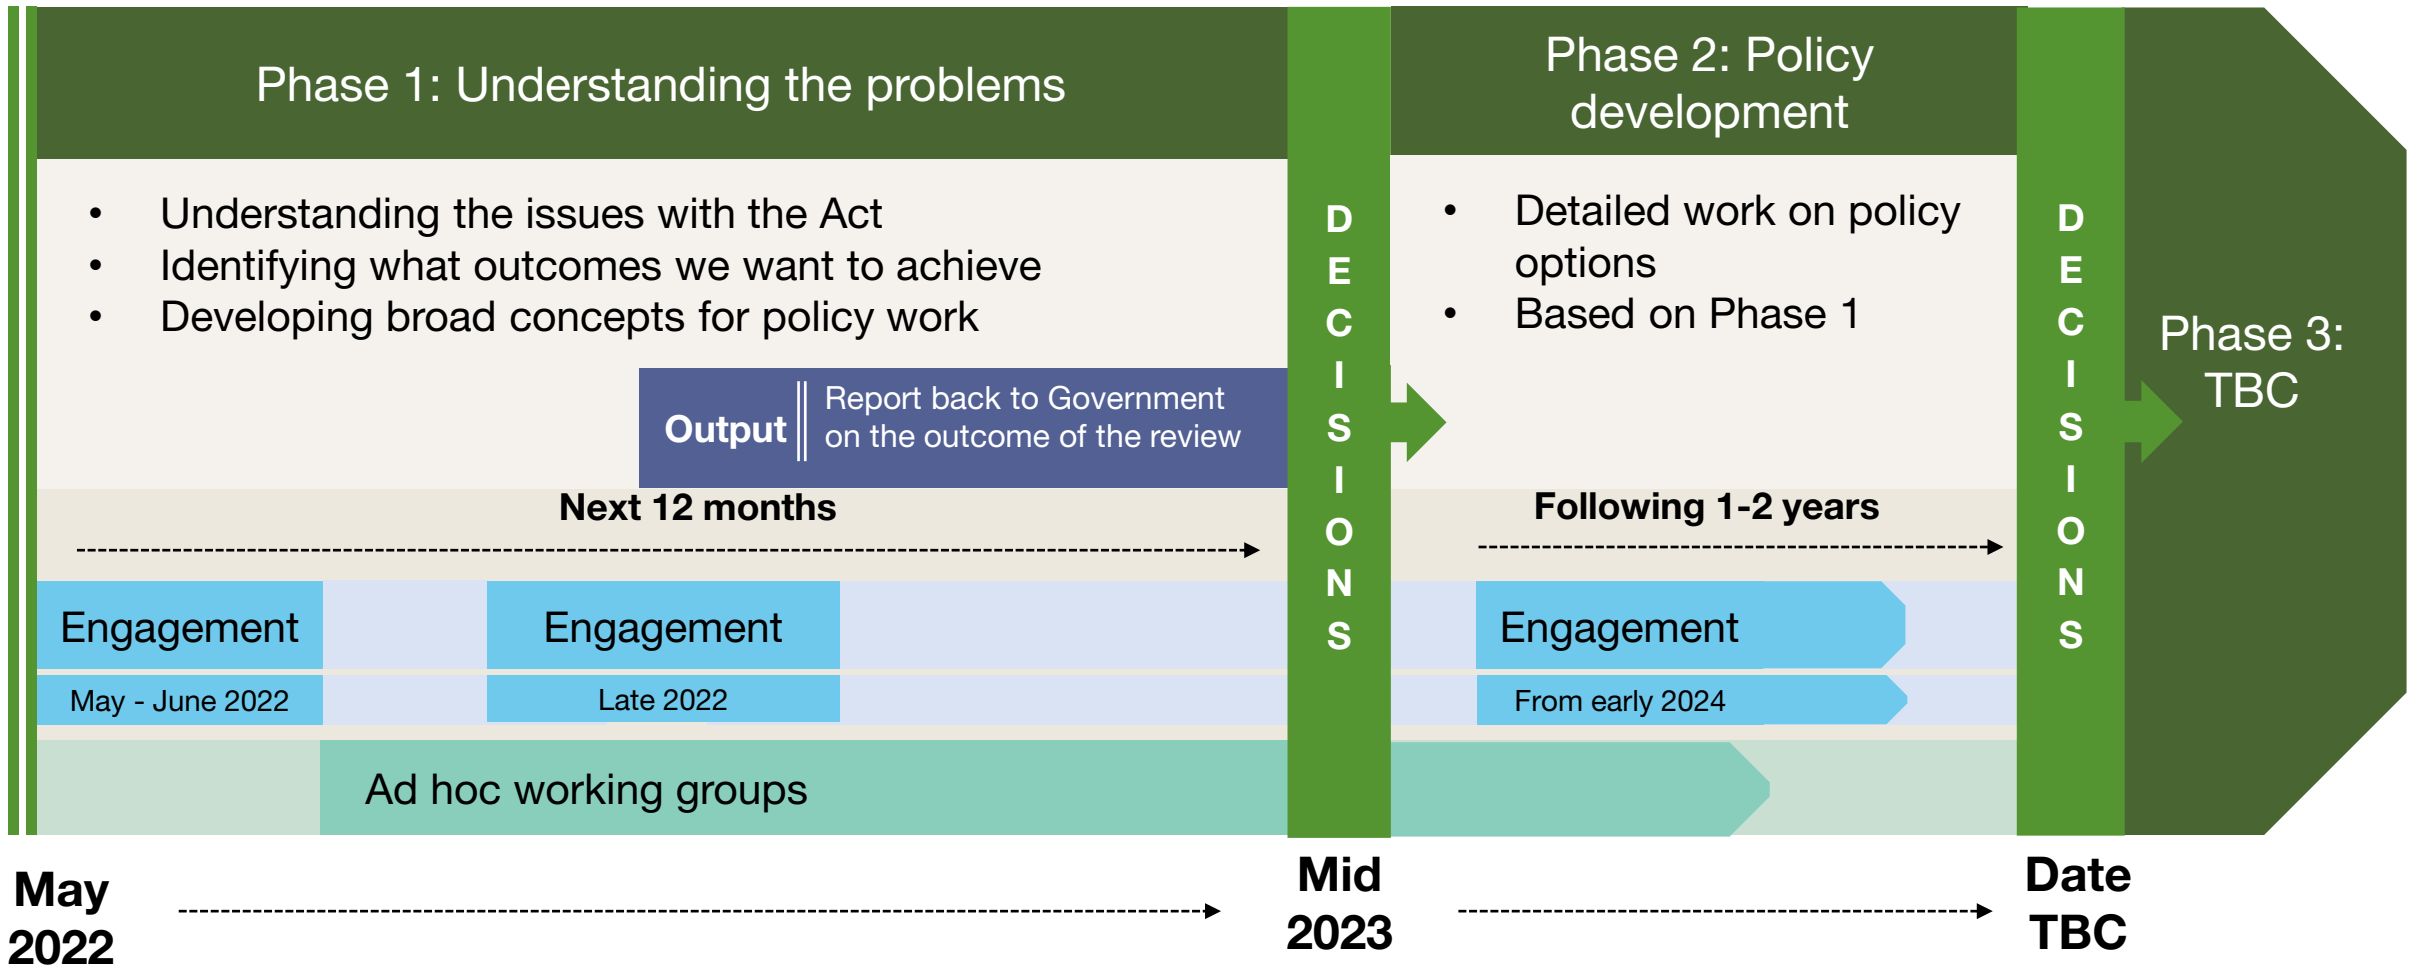 Phase 1: Understanding the problems
• Understanding the issues with the Act
• Identifying what outcomes we want to achieve
• Developing broad concepts for policy work
Output
Report back to Government
on the outcome of the review
Next 12 months
Engagement
May - June 2022
Engagement
Late 2022
Ad hoc working groups
D
E
C
I
S
I
O
N
S
Phase 2: Policy
development
• Detailed work on policy
options
• Based on Phase 1
Following 1-2 years
Engagement
From early 2024
D
E
C
I
S
I
O
N
S
Phase 3:
TBC
May
2022
Mid
2023
Date
TBC